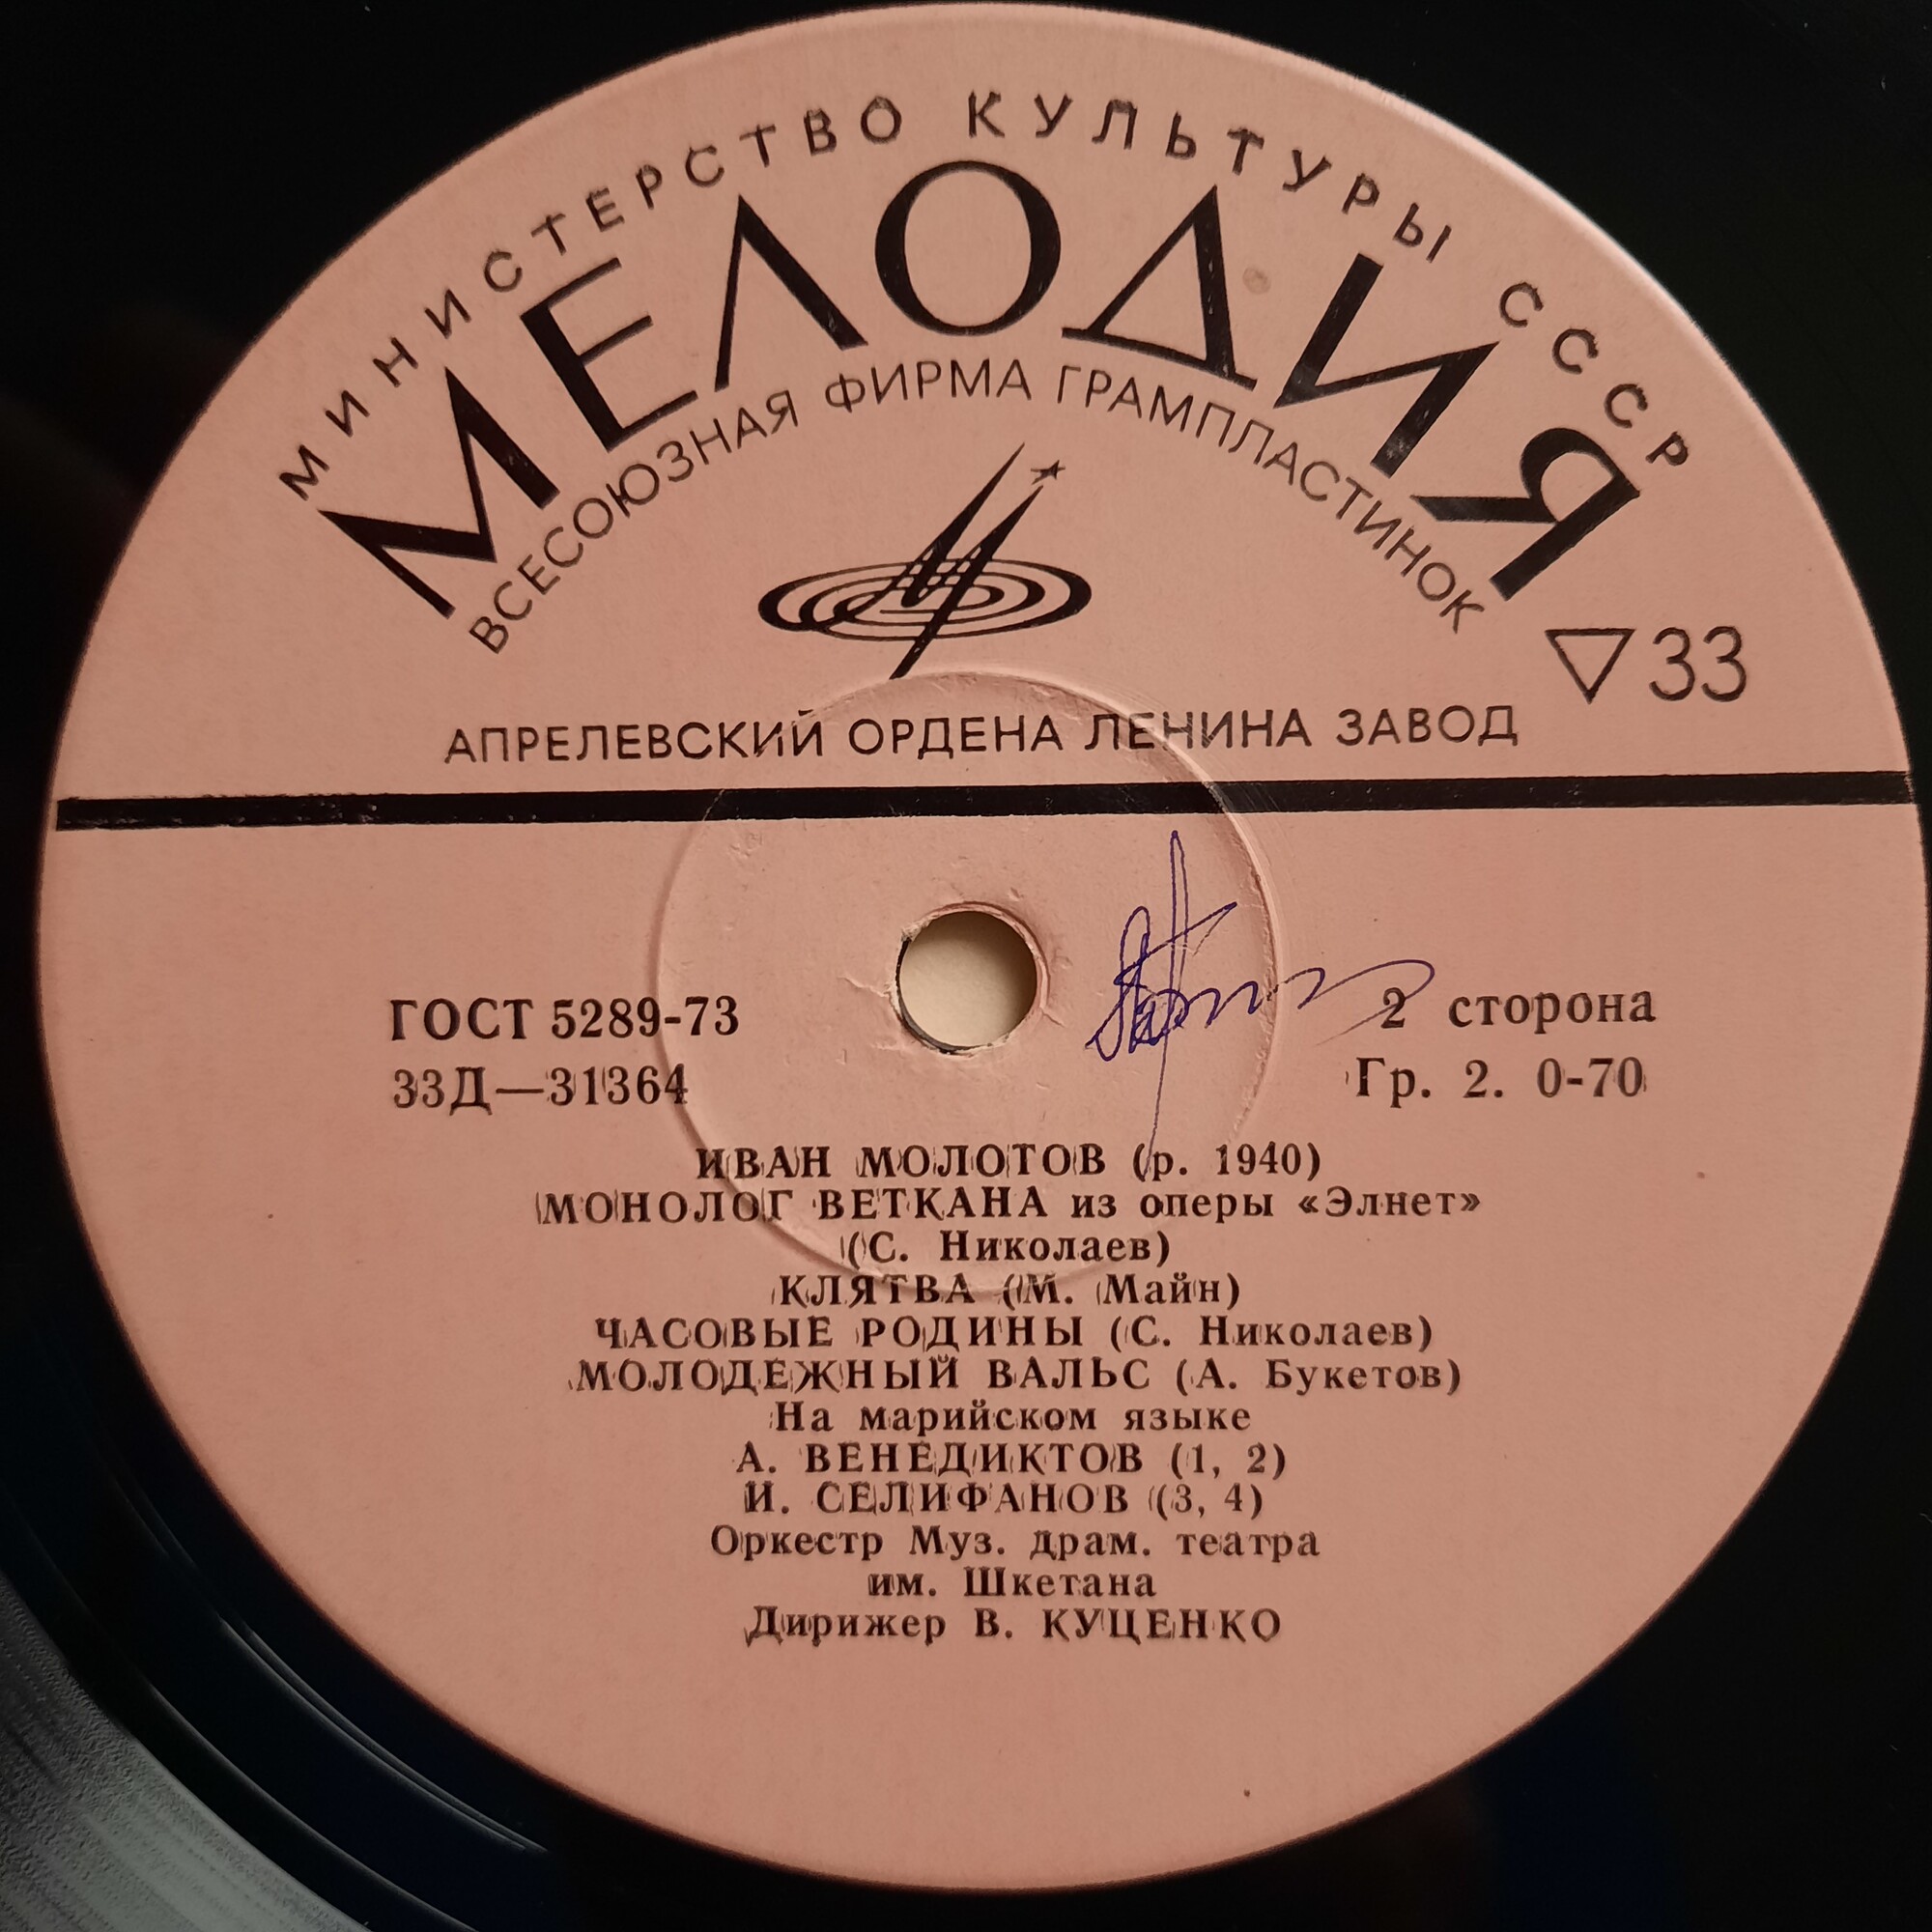 МИНИСТЕРСТВО КУЛЬТУРЫ СССР
МЕЛОДИЯ
ВСЕСОЮЗНАЯ ФИРМА ГРАМПЛАСТИНОК
33
АПРЕЛЕВСКИЙ ОРДЕНА ЛЕНИНА ЗАВОД
ГОСТ 5289-73
2 сторона
33Д—31364
Гр. 2. 0-70
ИВАН МОЛОТОВ (р. 1940)
МОНОЛОГ ВЕТКАНА из оперы «Элнет»
(С. Николаев)
КЛЯТВА (М. Майн)
ЧАСОВЫЕ РОДИНЫ (С. Николаев)
МОЛОДЕЖНЫЙ ВАЛЬС (А. Букетов)
На марийском языке
А. ВЕНЕДИКТОВ (1, 2)
И. СЕЛИФАНОВ (3, 4)
Оркестр Муз. драм. театра
им. Шкетана
Дирижер В. КУЦЕНКО